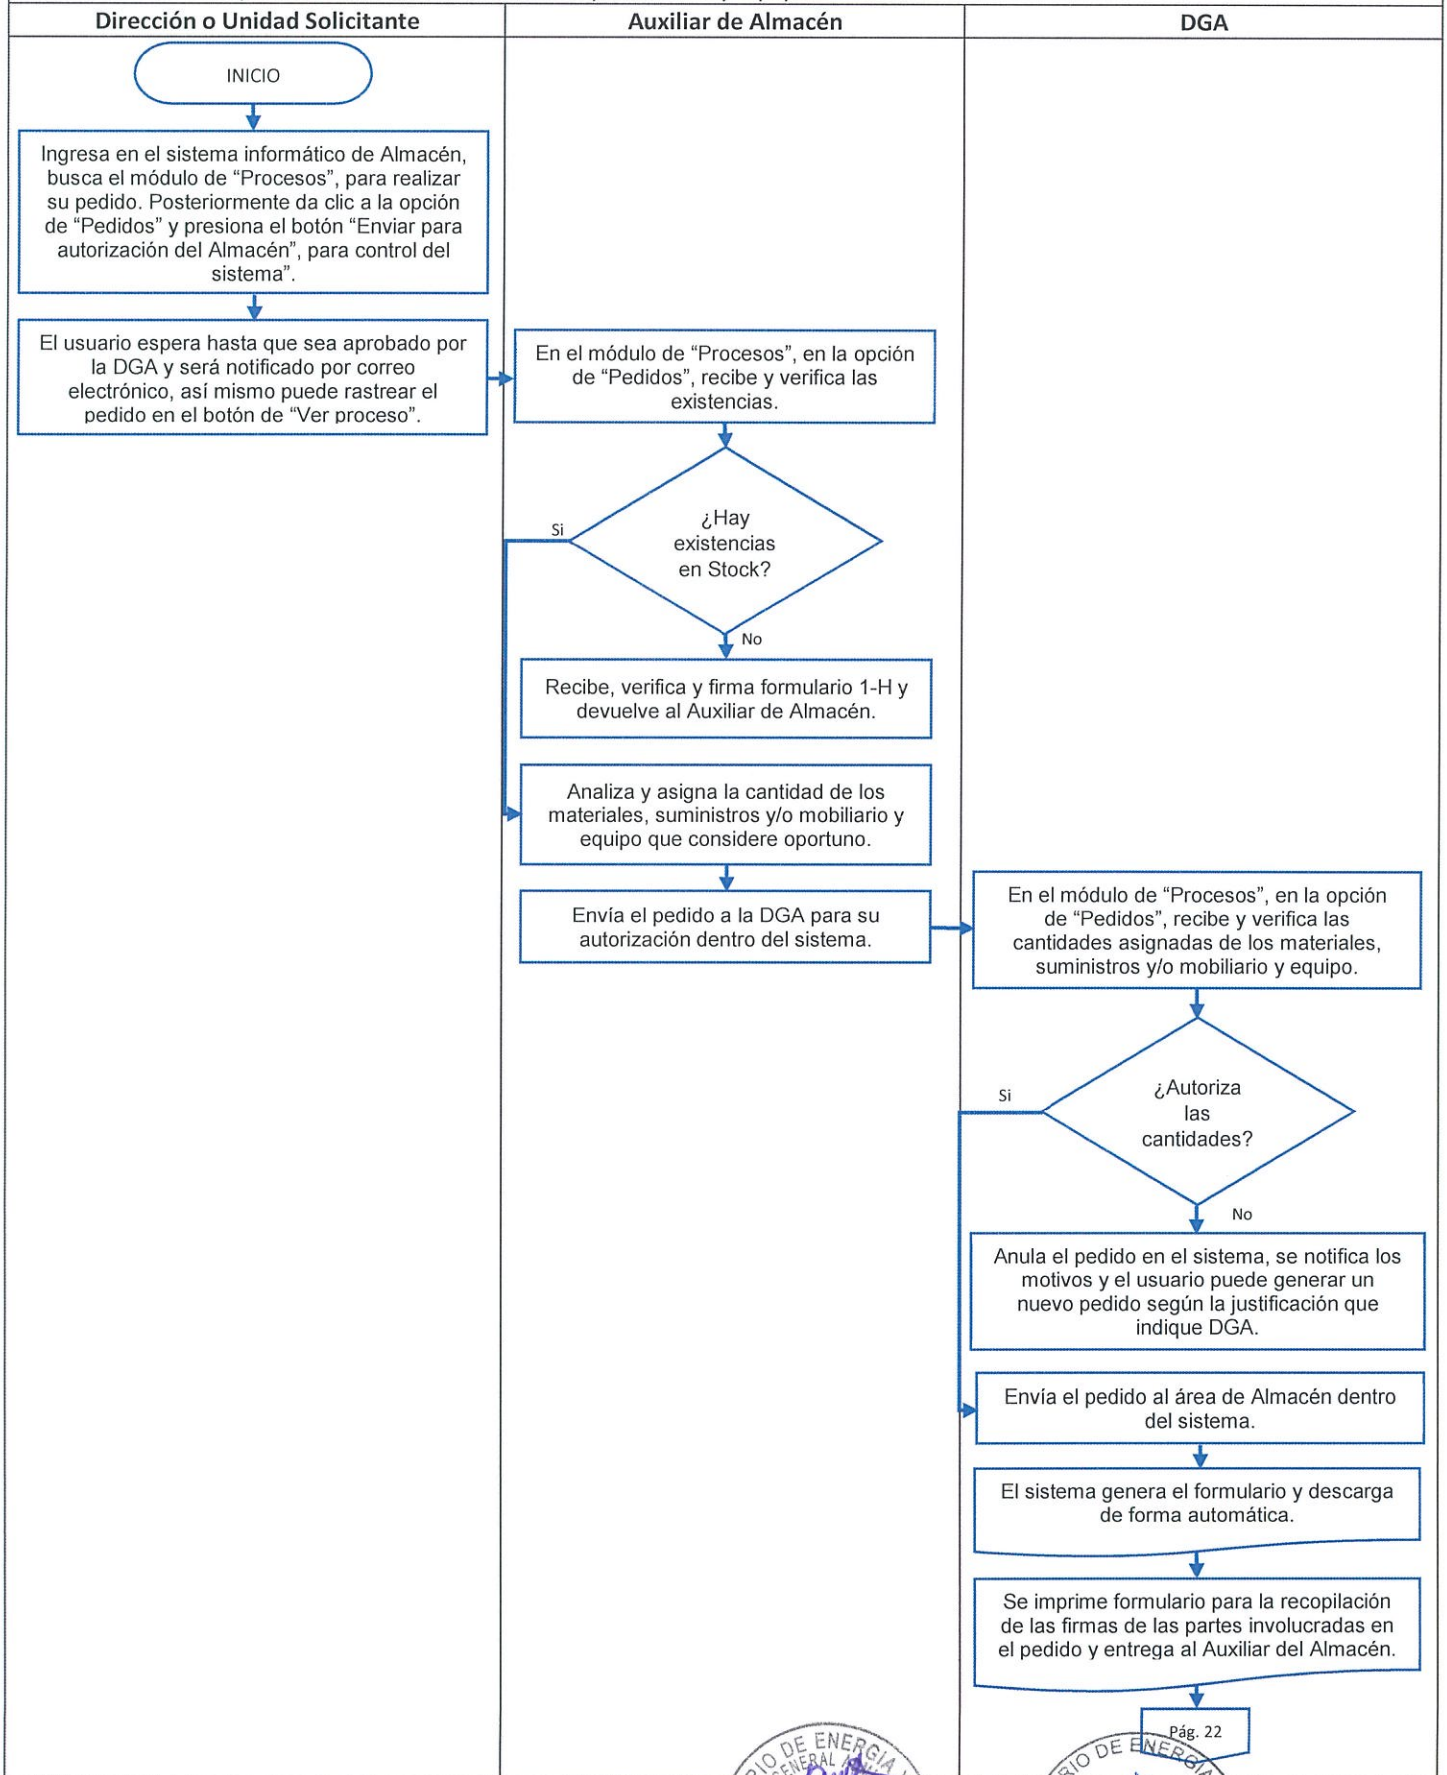 Dirección o Unidad Solicitante
Auxiliar de Almacén
DGA
INICIO
Ingresa en el sistema informático de Almacén,
busca el módulo de “Procesos”, para realizar
su pedido. Posteriormente da clic a la opción
de “Pedidos” y presiona el botón “Enviar para
autorización del Almacén”, para control del
sistema”.
El usuario espera hasta que sea aprobado por
la DGA y será notificado por correo
electrónico, así mismo puede rastrear el
pedido en el botón de “Ver proceso”.
En el módulo de “Procesos”, en la opción
de “Pedidos”, recibe y verifica las
existencias.
¿Hay
existencias
en Stock?
Si
No
Recibe, verifica y firma formulario 1-H y
devuelve al Auxiliar de Almacén.
Analiza y asigna la cantidad de los
materiales, suministros y/o mobiliario y
equipo que considere oportuno.
Envía el pedido a la DGA para su
autorización dentro del sistema.
En el módulo de “Procesos”, en la opción
de “Pedidos”, recibe y verifica las
cantidades asignadas de los materiales,
suministros y/o mobiliario y equipo.
¿Autoriza
las
cantidades?
Si
No
Anula el pedido en el sistema, se notifica los
motivos y el usuario puede generar un
nuevo pedido según la justificación que
indique DGA.
Envía el pedido al área de Almacén dentro
del sistema.
El sistema genera el formulario y descarga
de forma automática.
Se imprime formulario para la recopilación
de las firmas de las partes involucradas en
el pedido y entrega al Auxiliar del Almacén.
Pág. 22
DE ENERGIA
GENERAL
DE ENERGIA